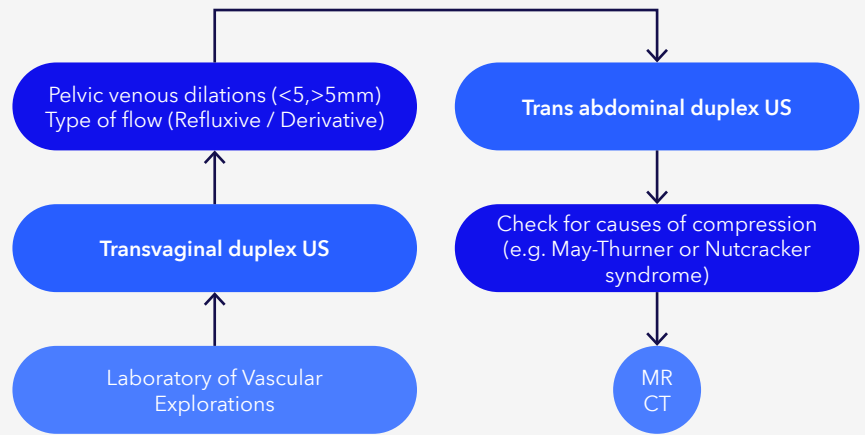 Pelvic venous dilations (<5,>5mm)
Type of flow (Refluxive / Derivative)
Trans abdominal duplex US
Transvaginal duplex US
Check for causes of compression
(e.g. May-Thurner or Nutcracker
syndrome)
Laboratory of Vascular
Explorations
MR
CT